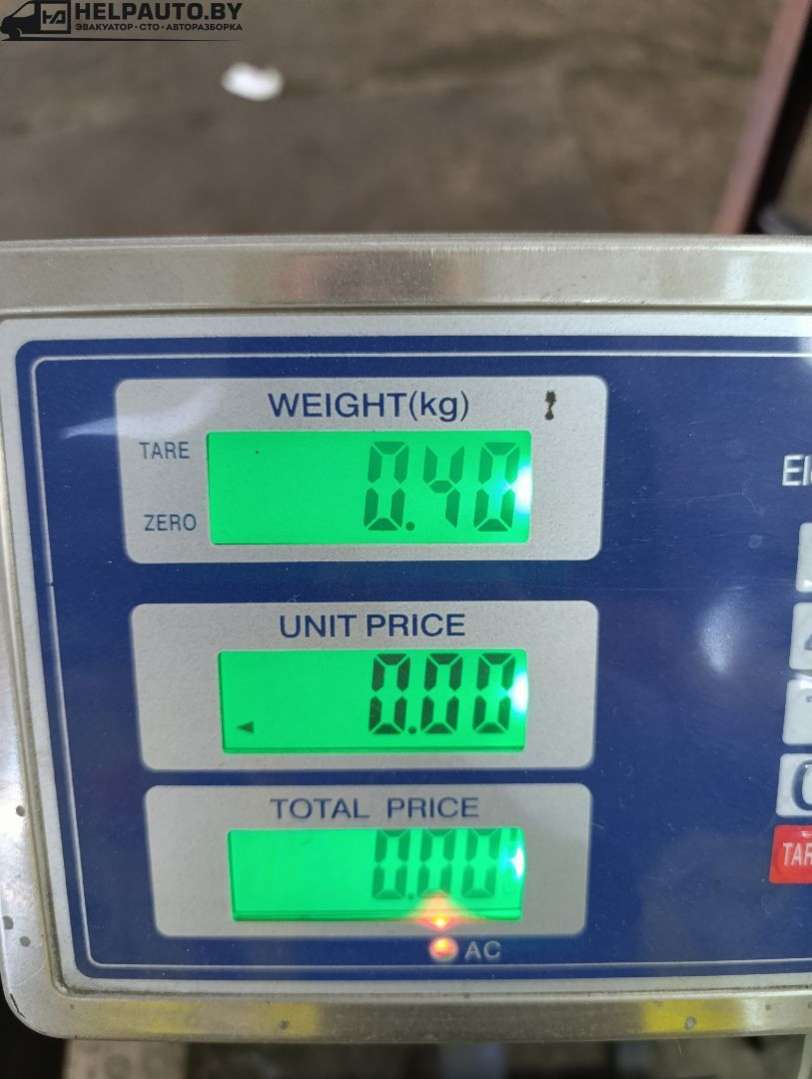 HELPAUTO.BY
ЭВАКУАТОР · СТО · АВТОРАЗБОРКА
WEIGHT(kg)
TARE
0.40
ZERO
UNIT PRICE
0.00
TOTAL PRICE
0.00
AC